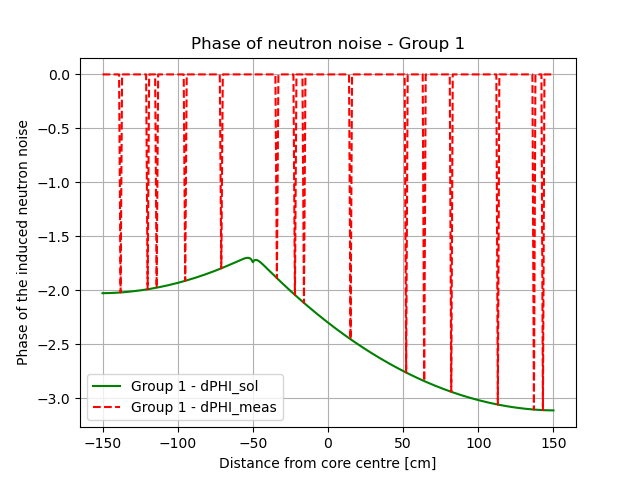 Phase of neutron noise - Group 1
Phase of the induced neutron noise
0.0
−0.5
−1.0
−1.5
−2.0
−2.5
−3.0
Group 1 - dPHI_sol
Group 1 - dPHI_meas
−150
−100
−50
0
50
100
150
Distance from core centre [cm]